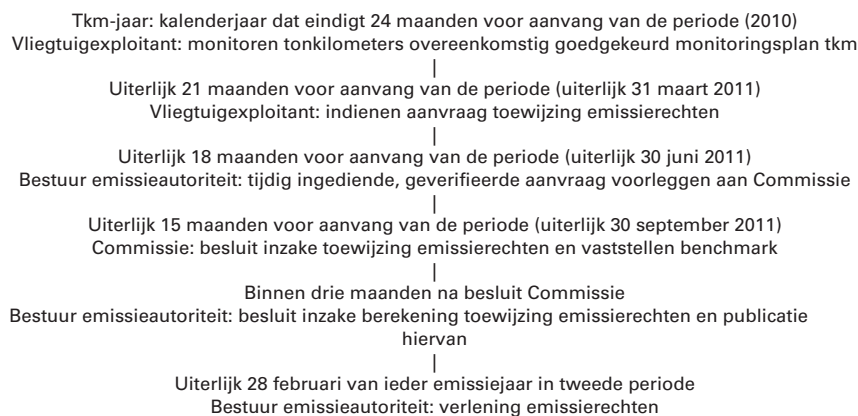 Tkm-jaar: kalenderjaar dat eindigt 24 maanden voor aanvang van de periode (2010)
Vliegtuigexploitant: monitoren tonkilometers overeenkomstig goedgekeurd monitoringsplan tkm
|
Uiterlijk 21 maanden voor aanvang van de periode (uiterlijk 31 maart 2011)
Vliegtuigexploitant: indienen aanvraag toewijzing emissierechten
|
Uiterlijk 18 maanden voor aanvang van de periode (uiterlijk 30 juni 2011)
Bestuur emissieautoriteit: tijdig ingediende, geverifieerde aanvraag voorleggen aan Commissie
|
Uiterlijk 15 maanden voor aanvang van de periode (uiterlijk 30 september 2011)
Commissie: besluit inzake toewijzing emissierechten en vaststellen benchmark
|
Binnen drie maanden na besluit Commissie
Bestuur emissieautoriteit: besluit inzake berekening toewijzing emissierechten en publicatie
hiervan
|
Uiterlijk 28 februari van ieder emissiejaar in tweede periode
Bestuur emissieautoriteit: verlening emissierechten